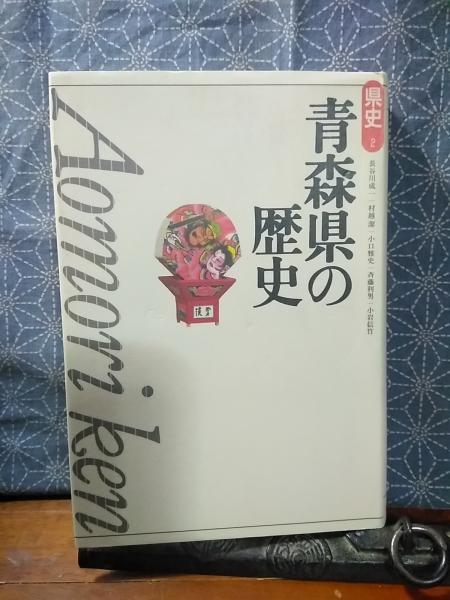 県史
2
青森県の
歴史
長谷川成一 村越潔 小口雅史 斉藤利男 小岩信竹
Aomori ken